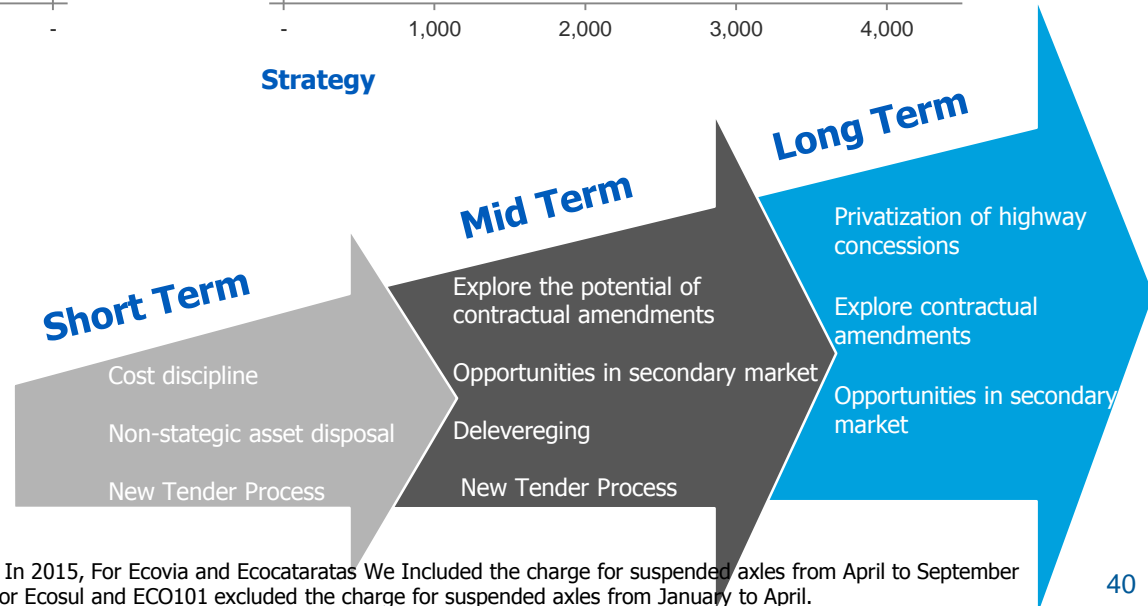 - - 1,000 2,000 3,000 4,000
Strategy
Short Term
Cost discipline
Non-stategic asset disposal
New Tender Process
Mid Term
Explore the potential of
contractual amendments
Opportunities in secondary market
Delevereging
New Tender Process
Long Term
Privatization of highway
concessions
Explore contractual
amendments
Opportunities in secondary
market
In 2015, For Ecovia and Ecocataratas We Included the charge for suspended axles from April to September
or Ecosul and ECO101 excluded the charge for suspended axles from January to April.
40